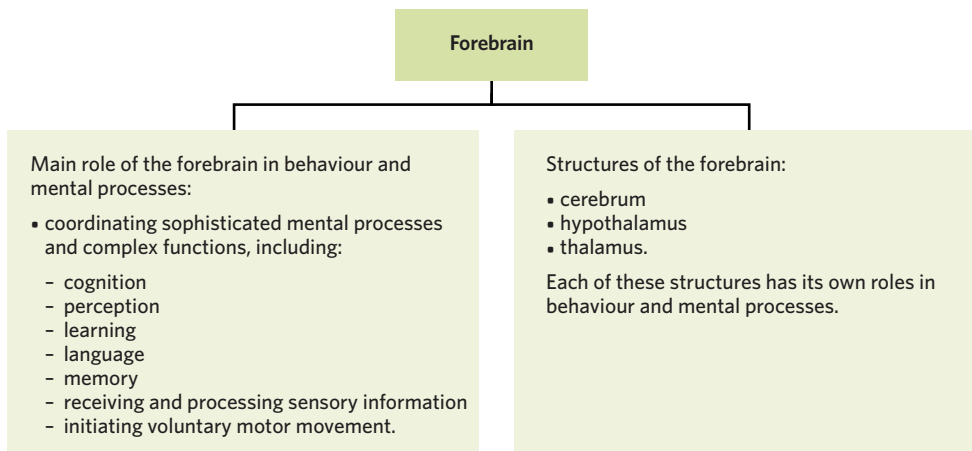 Forebrain
Main role of the forebrain in behaviour and
mental processes:
▪ coordinating sophisticated mental processes
and complex functions, including:
– cognition
– perception
– learning
– language
– memory
– receiving and processing sensory information
– initiating voluntary motor movement.
Structures of the forebrain:
▪ cerebrum
▪ hypothalamus
▪ thalamus.
Each of these structures has its own roles in
behaviour and mental processes.